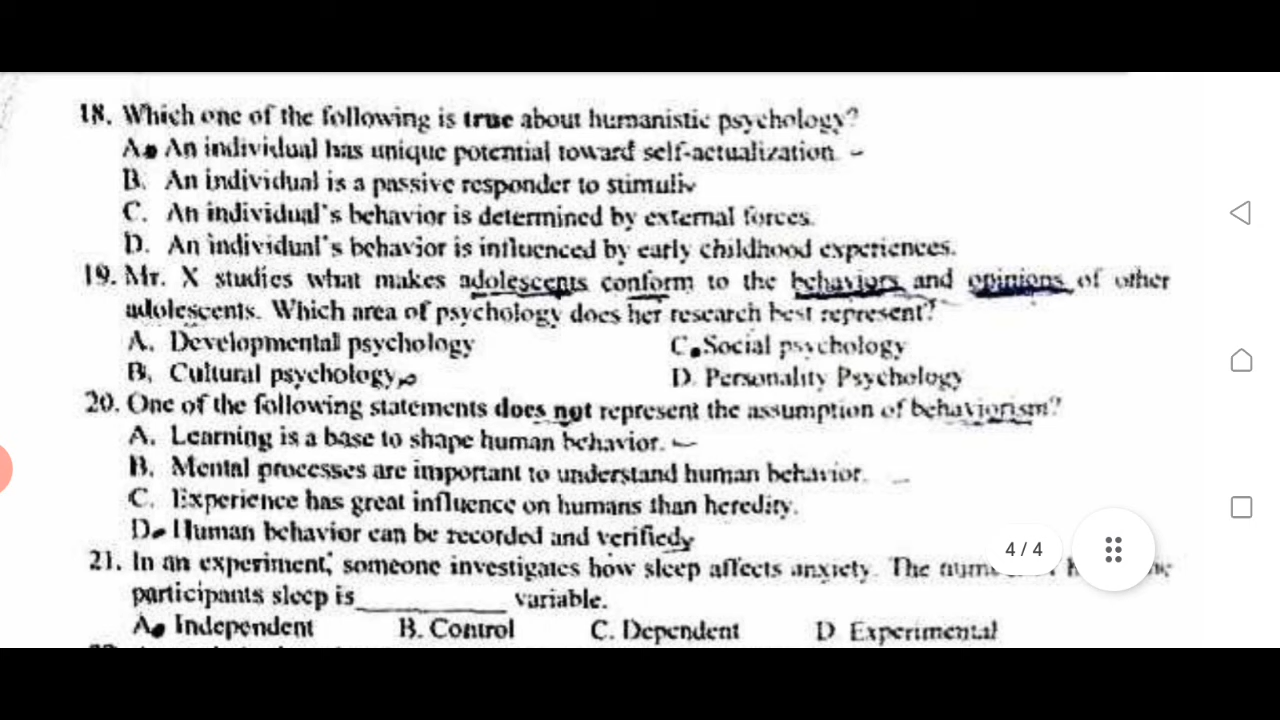 18. Which one of the following is true about humanistic psychology?
A. An individual has unique potential toward self-actualization.
B. An individual is a passive responder to stimuli
C. An individual's behavior is determined by external forces.
D. An individual's behavior is influenced by early childhood experiences.
19. Mr. X studies what makes adolescents conform to the behaviors and opinions of other
adolescents. Which area of psychology does her research best represent?
A. Developmental psychology C. Social psychology
B. Cultural psychology D. Personality Psychology
20. One of the following statements does not represent the assumption of behaviorism?
A. Learning is a base to shape human behavior.
B. Mental processes are important to understand human behavior.
C. Experience has great influence on humans than heredity.
D. Human behavior can be recorded and verified
21. In an experiment, someone investigates how sleep affects anxiety. The
participants sleep is__________ variable.
A. Independent B. Control C. Dependent D Experimental
4 / 4